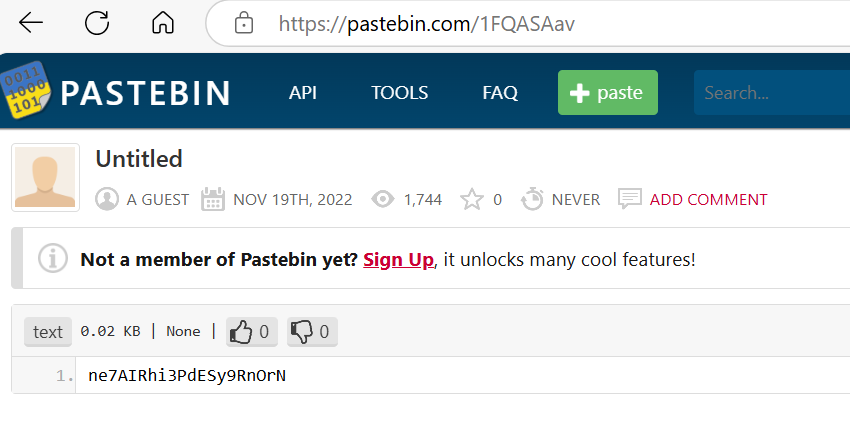 https://pastebin.com/1FQASAav
0011 1000 101 PASTEBIN API TOOLS FAQ + paste Search...
Untitled
A GUEST NOV 19TH, 2022 1,744 0 NEVER ADD COMMENT
Not a member of Pastebin yet? Sign Up, it unlocks many cool features!
text 0.02 KB | None | 0 0
1. ne7AIRhi3PdESy9RnOrN